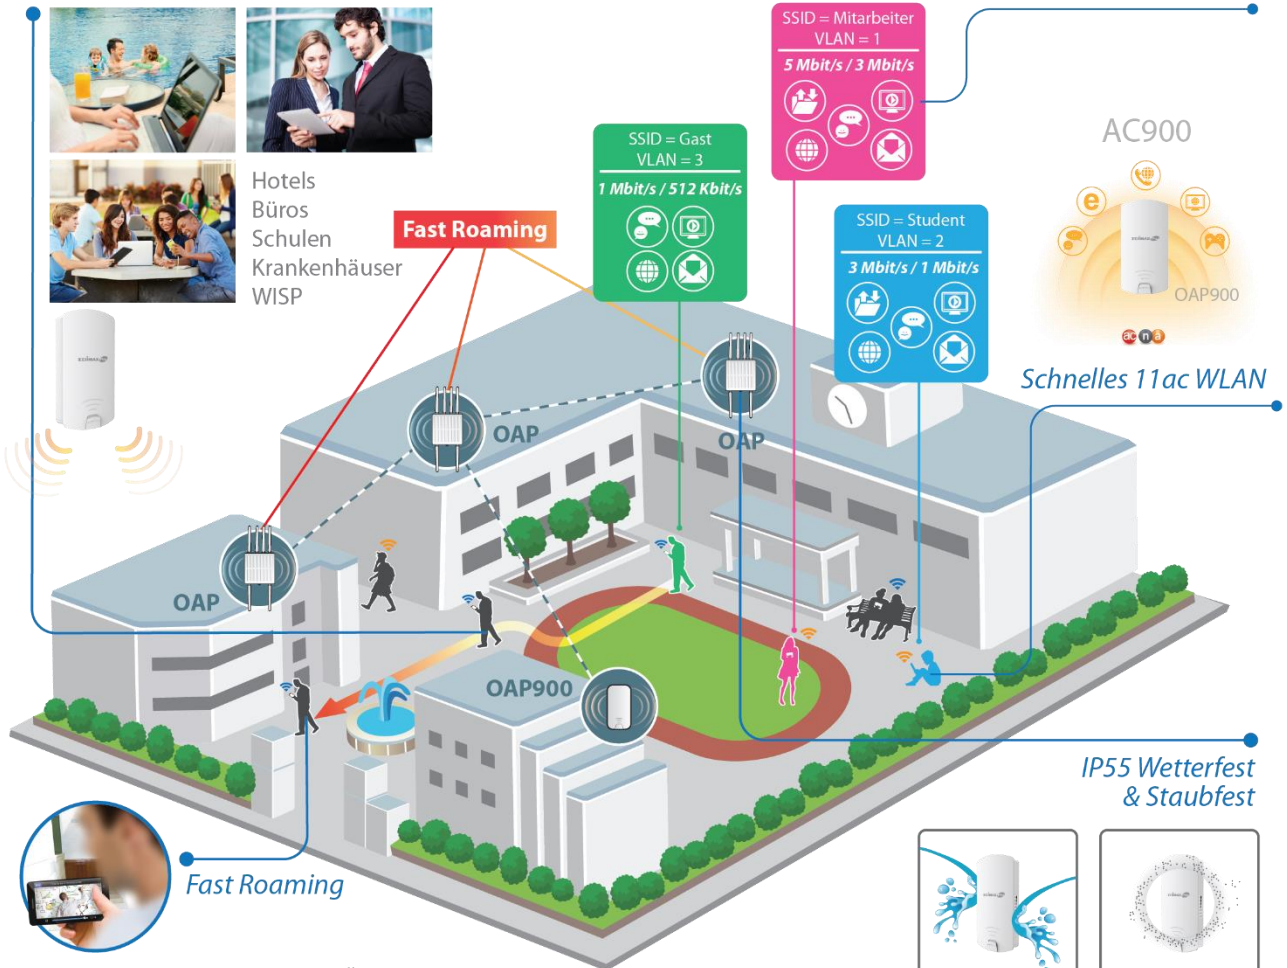 SSID = Mitarbeiter
VLAN = 1
5 Mbit/s / 3 Mbit/s
AC900
SSID = Gast
VLAN = 3
1 Mbit/s / 512 Kbit/s
Hotels
Büros
Schulen
Krankenhäuser
WISP
Fast Roaming
SSID = Student
VLAN = 2
3 Mbit/s / 1 Mbit/s
e
OAP900
ac n a
Schnelles 11ac WLAN
OAP
OAP
OAP
OAP900
IP55 Wetterfest
& Staubfest
Fast Roaming